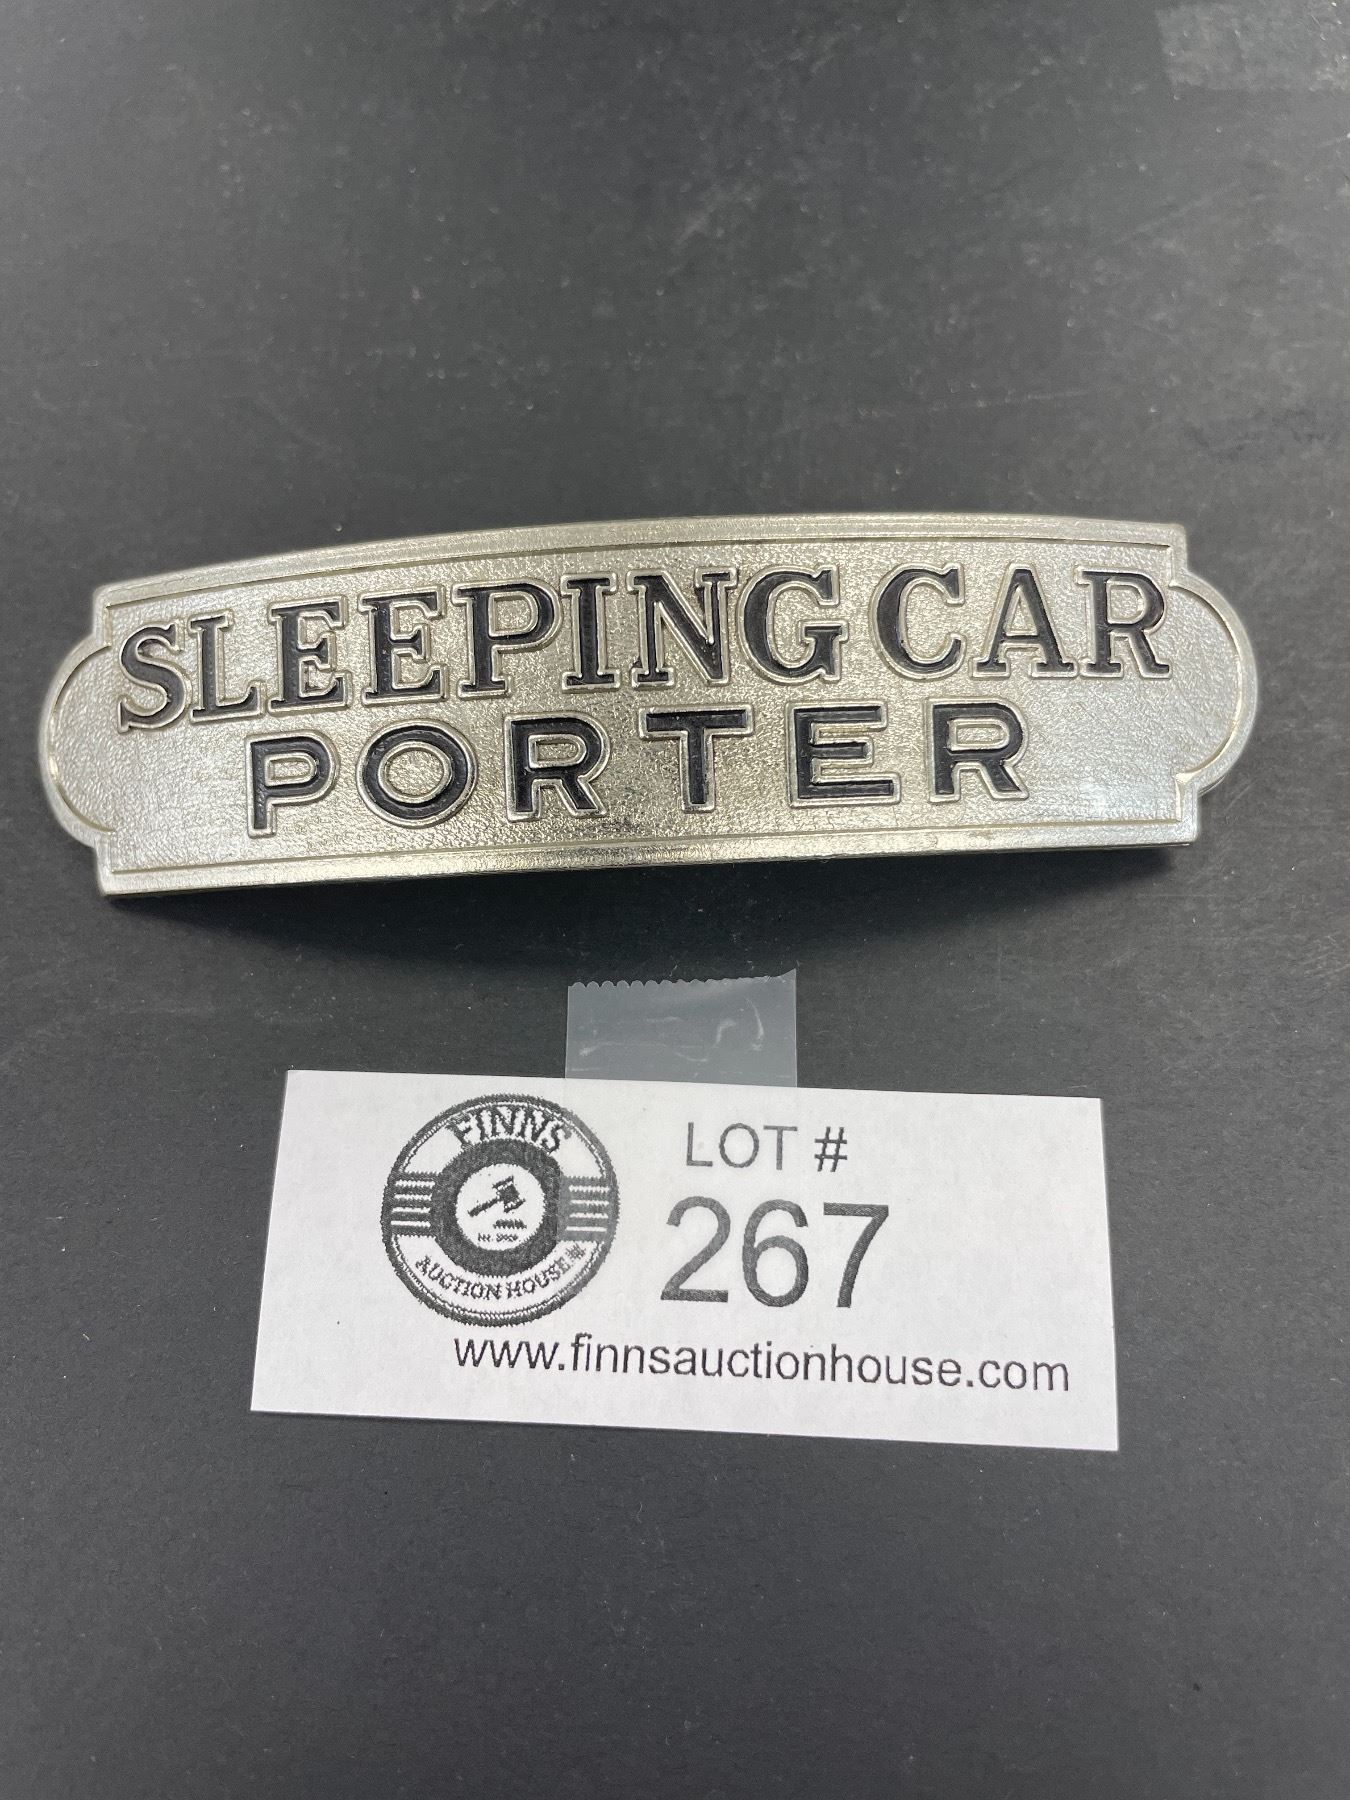 SLEEPING CAR
PORTER
FINNS
AUCTION HOUSE
LOT #
267
www.finnsauctionhouse.com